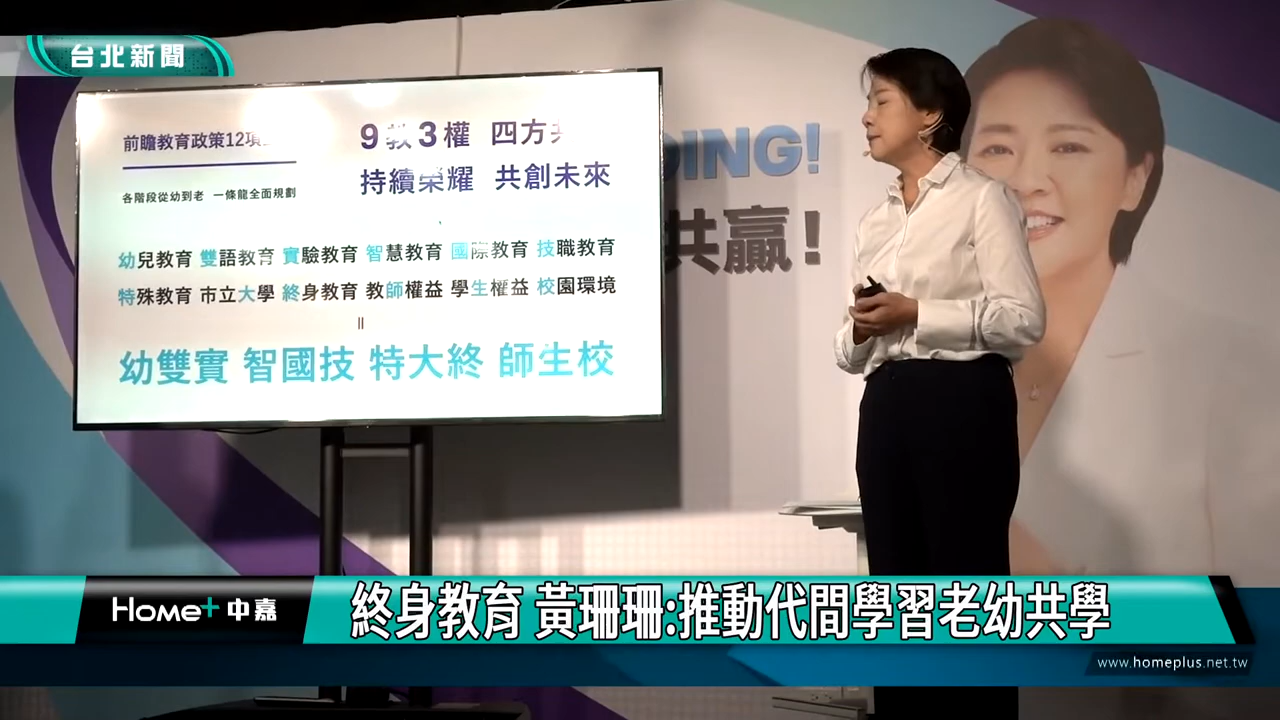 台北新聞
前瞻教育政策12項
各階段從幼到老 一條龍全面規劃
9教3權 四方共
持續榮耀 共創未來
幼兒教育 雙語教育 實驗教育 智慧教育 國際教育 技職教育
特殊教育 市立大學 終身教育 教師權益 學生權益 校園環境
=
幼雙實 智國技 特大終 師生校
OING!
共贏!
Home+中嘉
終身教育 黃珊珊:推動代間學習老幼共學
www.homeplus.net.tw